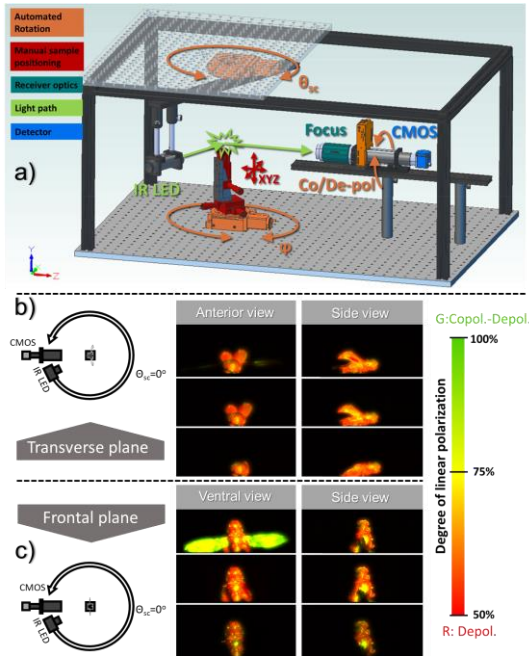 Automated
Rotation
Manual sample
positioning
Receiver optics
Light path
Detector
θsc
Focus
CMOS
IR LED
XYZ
Co/De-pol
a)
φ
Y
X
Z
b)
G:Copol.-Depol.
100%
Anterior view
Side view
CMOS
IR LED
Θsc=0°
Transverse plane
Degree of linear polarization
75%
Frontal plane
Ventral view
Side view
c)
CMOS
IR LED
Θsc=0°
50%
R: Depol.